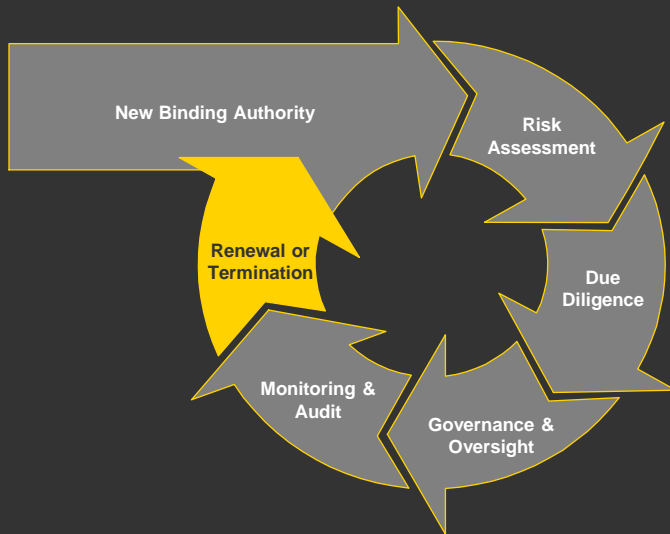 New Binding Authority
Risk
Assessment
Due
Diligence
Governance &
Oversight
Monitoring &
Audit
Renewal or
Termination